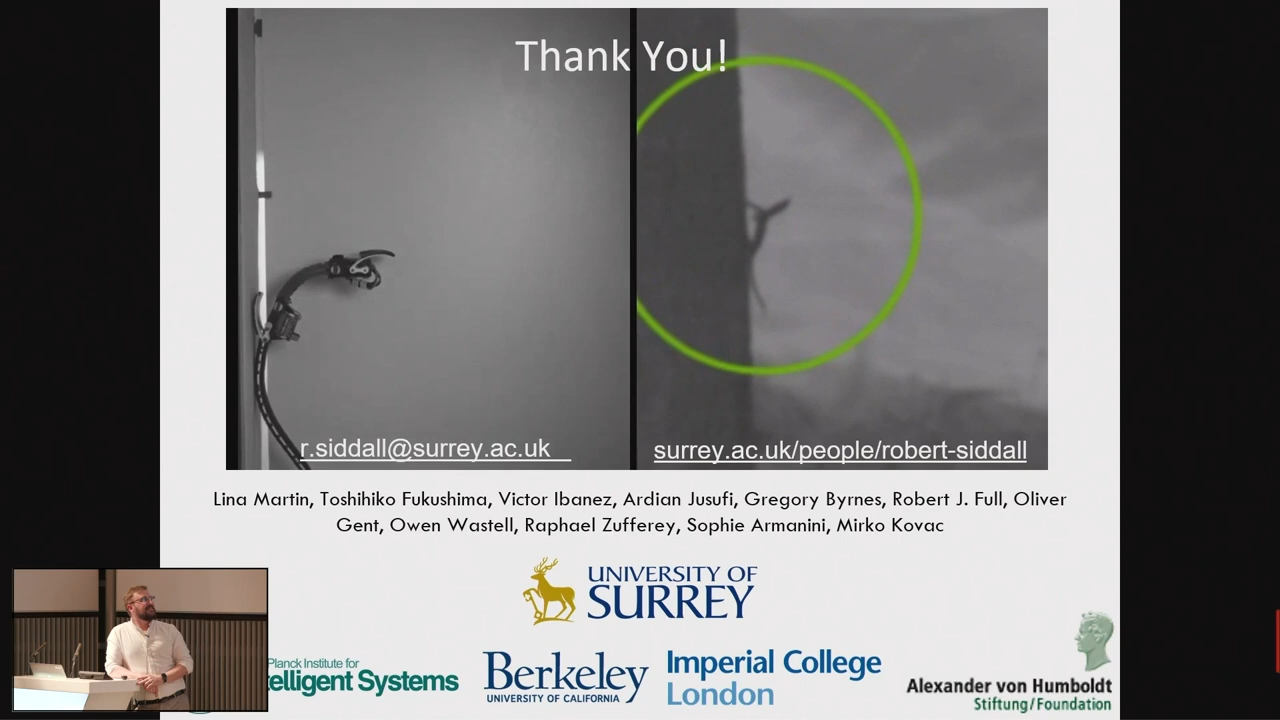 Thank You!
r.siddall@surrey.ac.uk
surrey.ac.uk/people/robert-siddall
Lina Martin, Toshihiko Fukushima, Victor Ibanez, Ardian Jusufi, Gregory Byrnes, Robert J. Full, Oliver
Gent, Owen Wastell, Raphael Zufferey, Sophie Armanini, Mirko Kovac
UNIVERSITY OF
SURREY
Planck Institute for
telligent Systems
Berkeley
UNIVERSITY OF CALIFORNIA
Imperial College
London
Alexander von Humboldt
Stiftung/Foundation